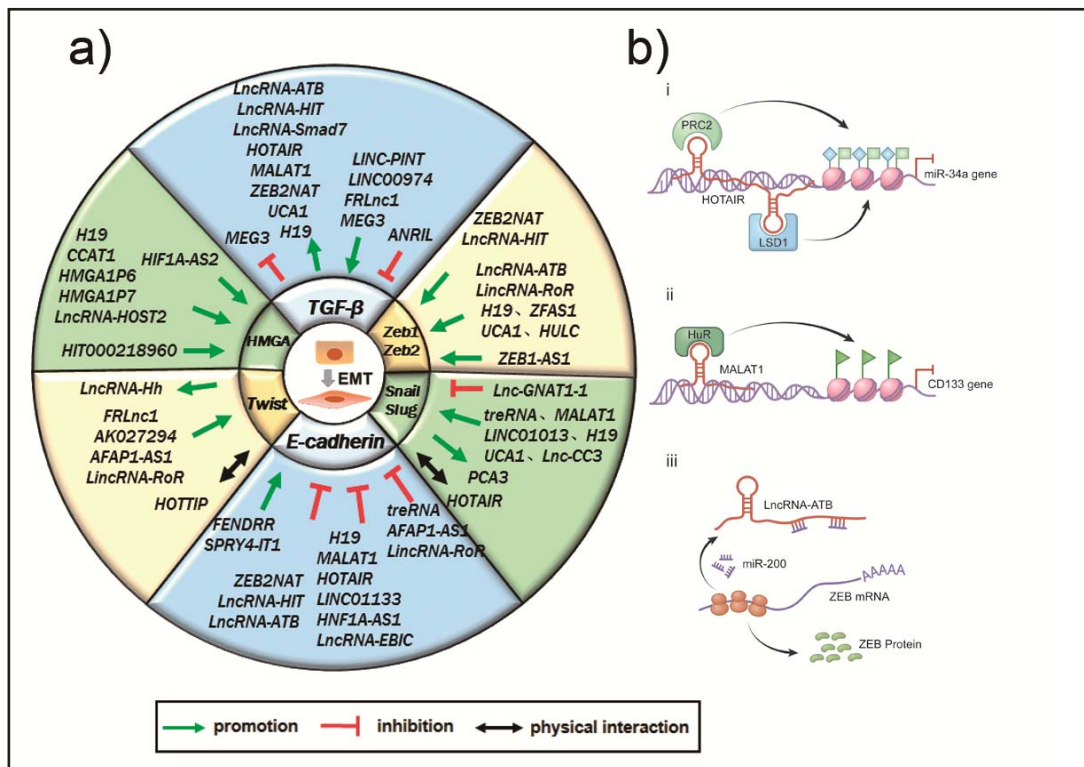 a)
LncRNA-ATB
LncRNA-HIT
LncRNA-Smad7
HOTAIR
MALAT1
ZEB2NAT
UCA1
H19
MEG3
LINC-PINT
LINC00974
FRLnc1
MEG3
ANRIL
TGF-β
ZEB2NAT
LncRNA-HIT
LncRNA-ATB
LincRNA-RoR
H19、ZFAS1
UCA1、HULC
ZEB1-AS1
Zeb1
Zeb2
Lnc-GNAT1-1
treRNA、MALAT1
LINC01013、H19
UCA1、Lnc-CC3
PCA3
HOTAIR
Snail
Slug
E-cadherin
treRNA
AFAP1-AS1
LincRNA-RoR
H19
MALAT1
HOTAIR
LINC01133
HNF1A-AS1
LncRNA-EBIC
FENDRR
SPRY4-IT1
ZEB2NAT
LncRNA-HIT
LncRNA-ATB
Twist
LncRNA-Hh
FRLnc1
AK027294
AFAP1-AS1
LincRNA-RoR
HOTTIP
HMGA
H19
CCAT1
HMGA1P6
HMGA1P7
LncRNA-HOST2
HIF1A-AS2
HIT000218960
EMT
promotion
inhibition
physical interaction
b)
i
PRC2
HOTAIR
LSD1
miR-34a gene
ii
HuR
MALAT1
CD133 gene
iii
LncRNA-ATB
miR-200
AAAAA
ZEB mRNA
ZEB Protein